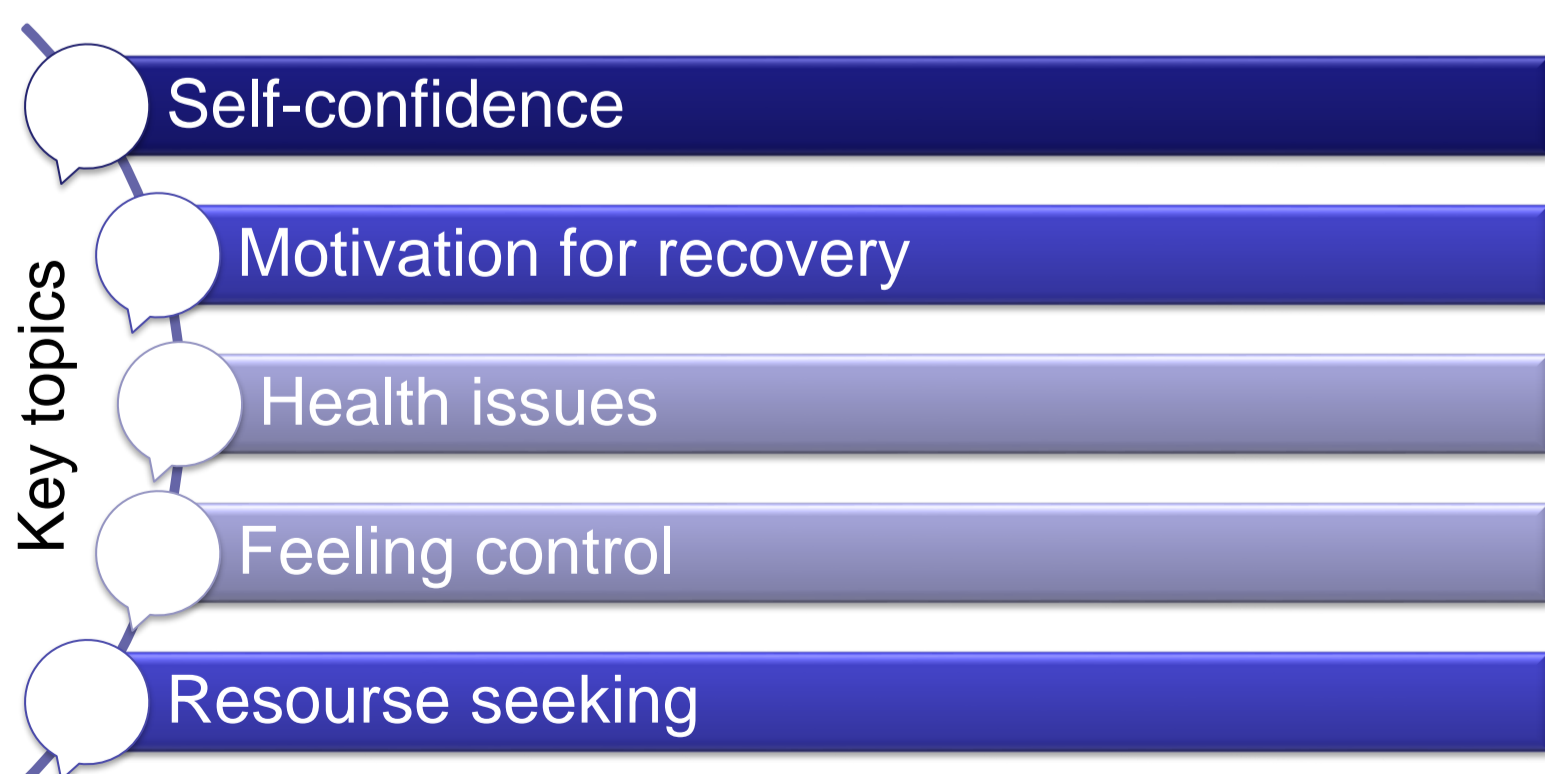 Key topics
Self-confidence
Motivation for recovery
Health issues
Feeling control
Resourse seeking